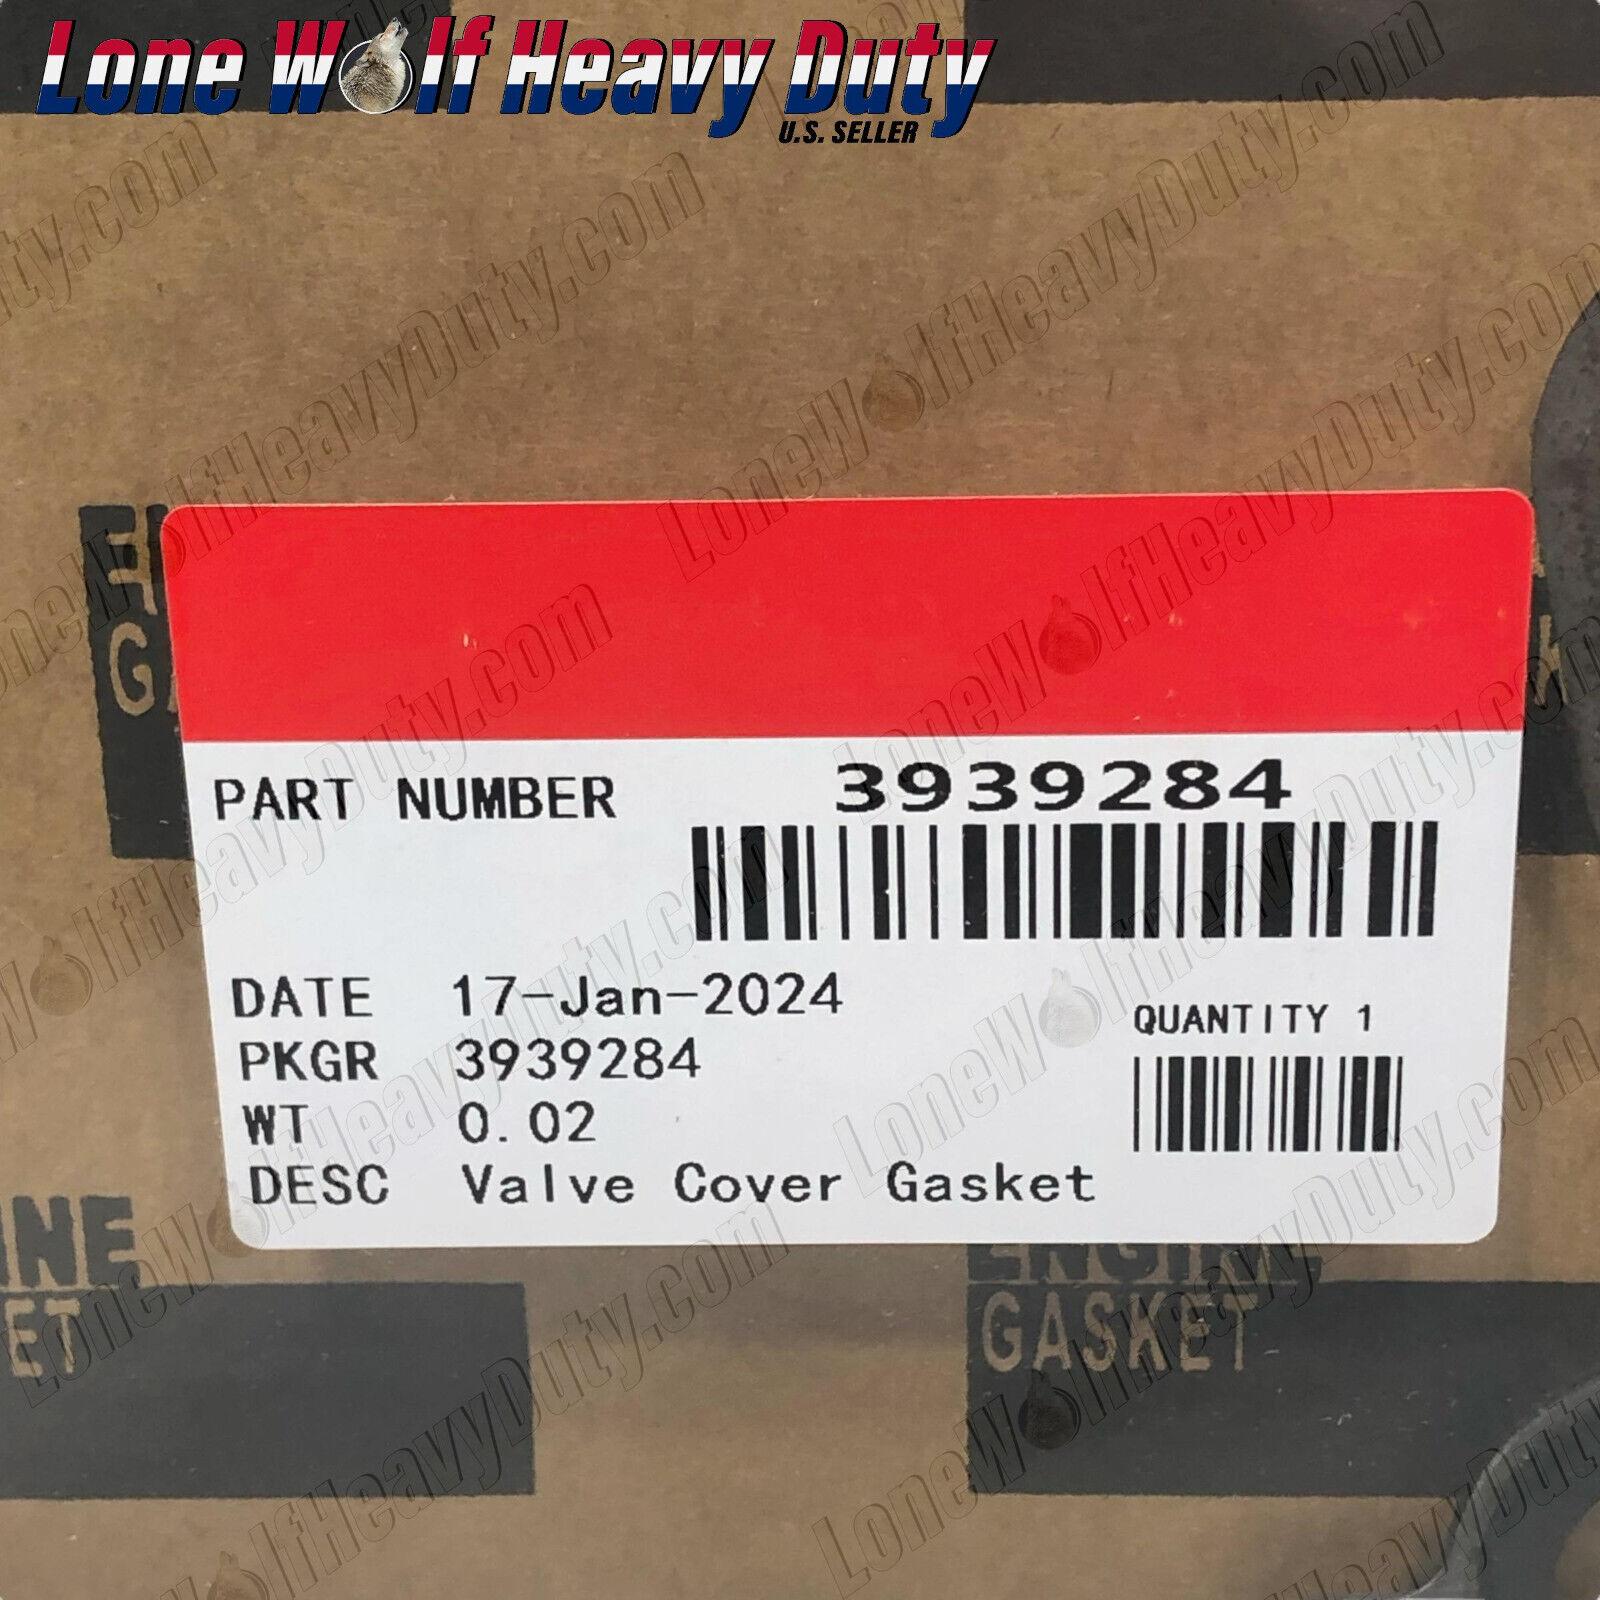 Lone Wolf Heavy Duty
U.S. SELLER
LoneWolfHeavyDuty.com
PART NUMBER 3939284
DATE 17-Jan-2024
QUANTITY 1
PKGR 3939284
WT 0.02
DESC Valve Cover Gasket
ENGINE
GASKET